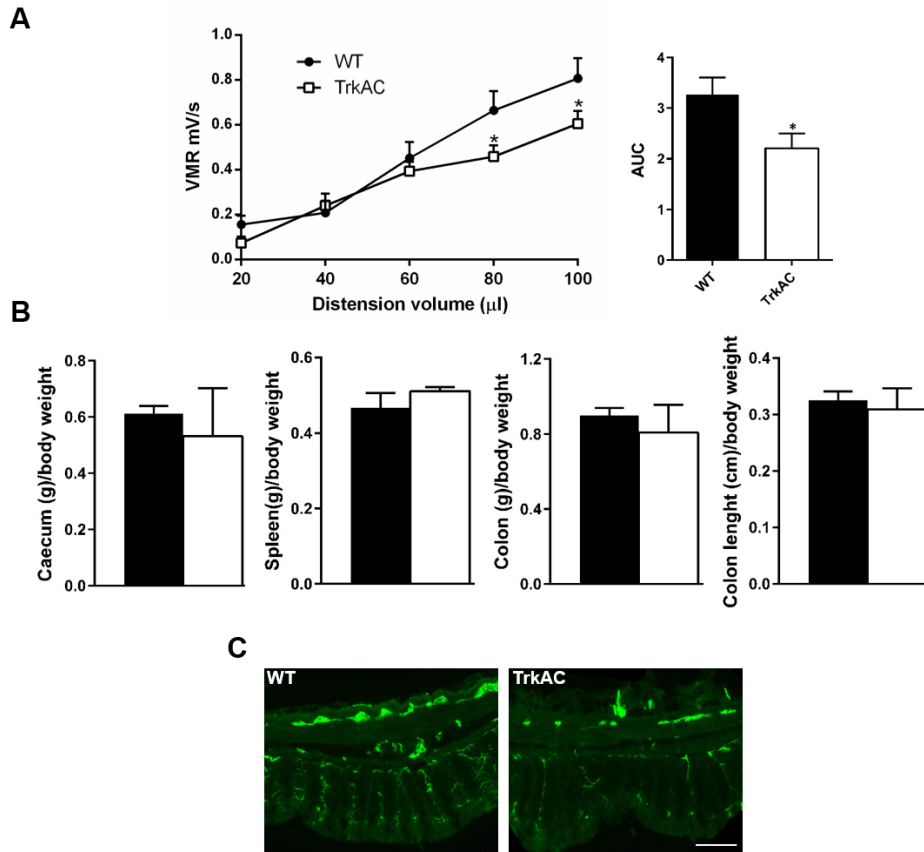 A
WT
TrkAC
VMR mV/s
1.0
0.8
0.6
0.4
0.2
0.0
*
*
20 40 60 80 100
Distension volume (μl)
AUC
4
3
2
1
0
*
WT
TrkAC
B
Caecum (g)/body weight
0.8
0.6
0.4
0.2
0.0
Spleen(g)/body weight
0.6
0.4
0.2
0.0
Colon (g)/body weight
1.2
0.8
0.4
0.0
Colon lenght (cm)/body weight
0.4
0.3
0.2
0.1
0.0
C
WT
TrkAC